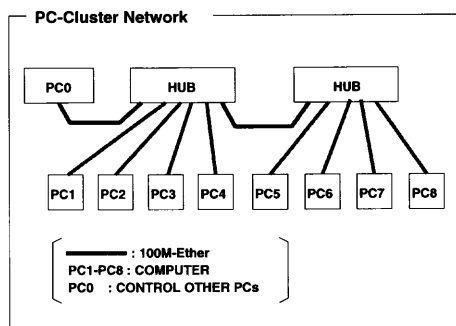 PC-Cluster Network
PC0
HUB
HUB
PC1
PC2
PC3
PC4
PC5
PC6
PC7
PC8
: 100M-Ether
PC1-PC8 : COMPUTER
PC0 : CONTROL OTHER PCs